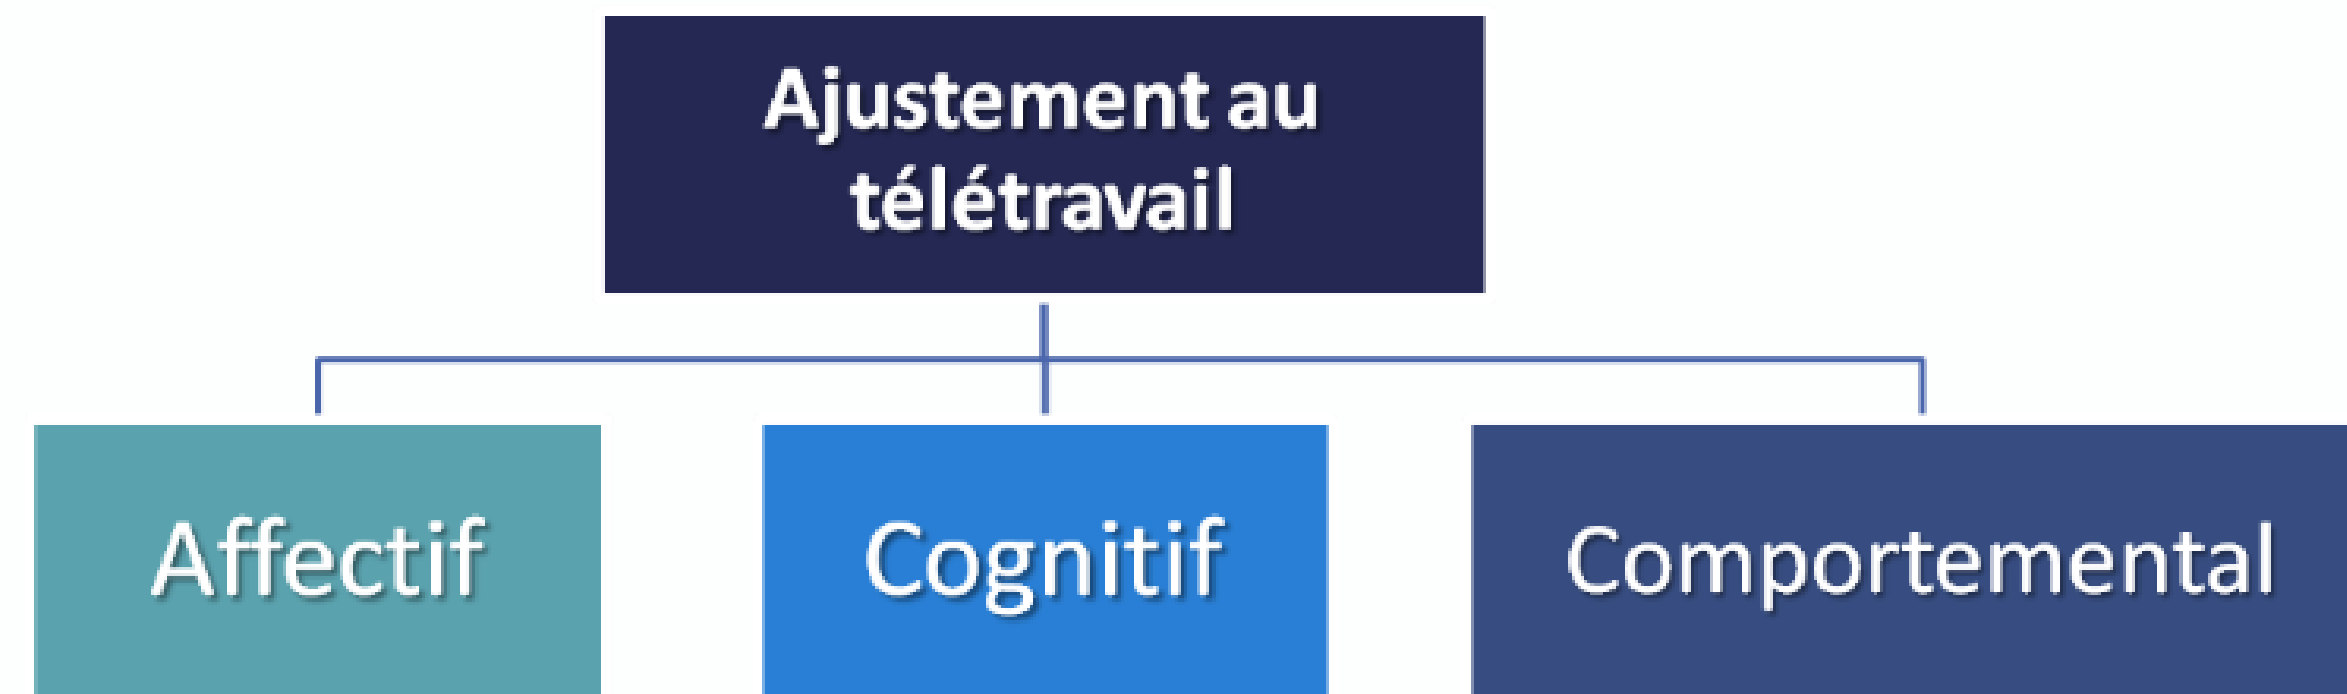 Ajustement au
télétravail
Affectif
Cognitif
Comportemental